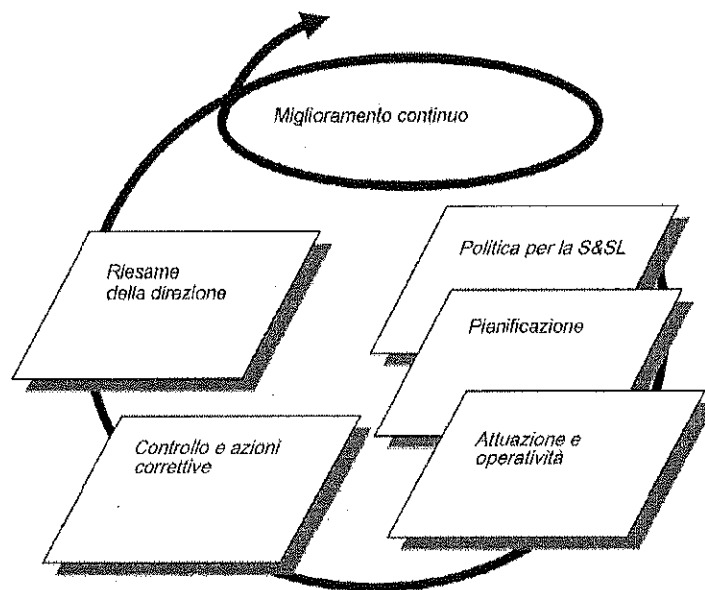 Miglioramento continuo
Politica per la S&SL
Riesame
della direzione
Pianificazione
Controllo e azioni
correttive
Attuazione e
operatività